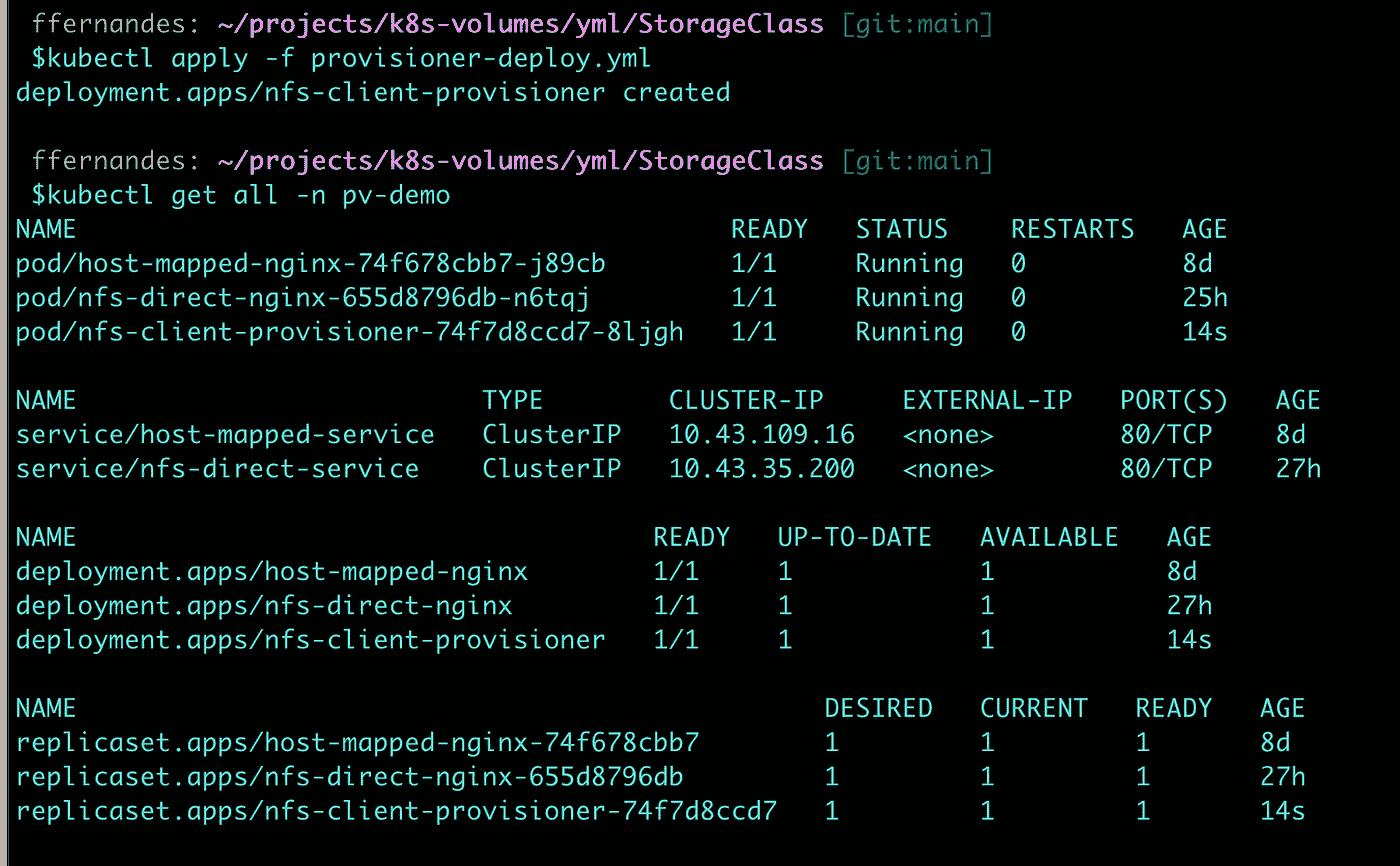 ffernandes: ~/projects/k8s-volumes/yml/StorageClass [git:main]
$kubectl apply -f provisioner-deploy.yml
deployment.apps/nfs-client-provisioner created
ffernandes: ~/projects/k8s-volumes/yml/StorageClass [git:main]
$kubectl get all -n pv-demo
NAME READY STATUS RESTARTS AGE
pod/host-mapped-nginx-74f678cbb7-j89cb 1/1 Running 0 8d
pod/nfs-direct-nginx-655d8796db-n6tqj 1/1 Running 0 25h
pod/nfs-client-provisioner-74f7d8ccd7-8ljgh 1/1 Running 0 14s
NAME TYPE CLUSTER-IP EXTERNAL-IP PORT(S) AGE
service/host-mapped-service ClusterIP 10.43.109.16 <none> 80/TCP 8d
service/nfs-direct-service ClusterIP 10.43.35.200 <none> 80/TCP 27h
NAME READY UP-TO-DATE AVAILABLE AGE
deployment.apps/host-mapped-nginx 1/1 1 1 8d
deployment.apps/nfs-direct-nginx 1/1 1 1 27h
deployment.apps/nfs-client-provisioner 1/1 1 1 14s
NAME DESIRED CURRENT READY AGE
replicaset.apps/host-mapped-nginx-74f678cbb7 1 1 1 8d
replicaset.apps/nfs-direct-nginx-655d8796db 1 1 1 27h
replicaset.apps/nfs-client-provisioner-74f7d8ccd7 1 1 1 14s